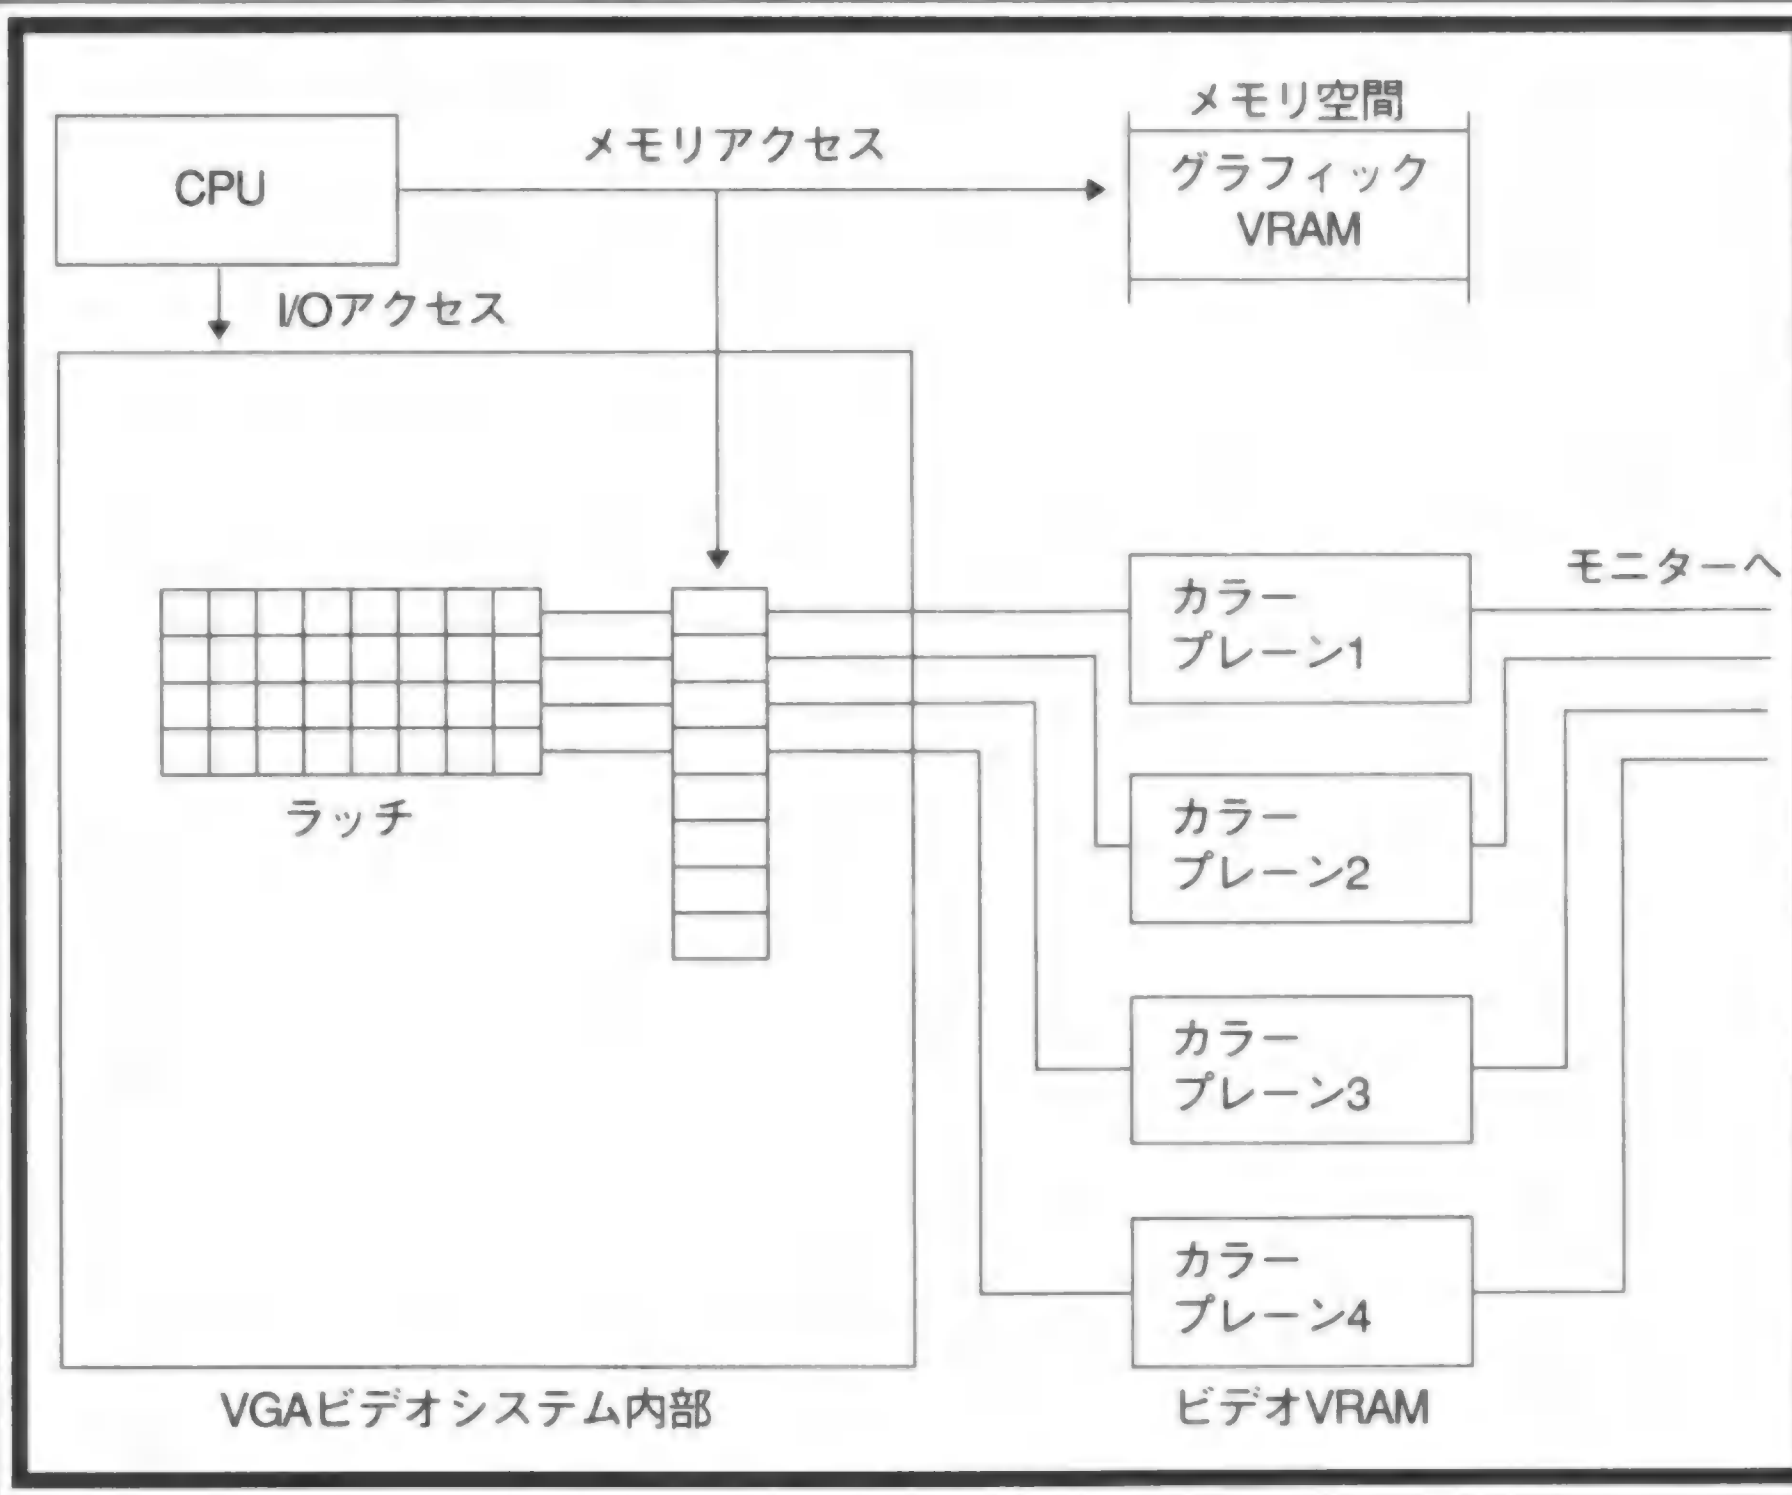 メモリ空間
CPU
メモリアクセス
グラフィック
VRAM
I/Oアクセス
モニターへ
カラー
プレーン1
ラッチ
カラー
プレーン2
カラー
プレーン3
カラー
プレーン4
VGAビデオシステム内部
ビデオVRAM